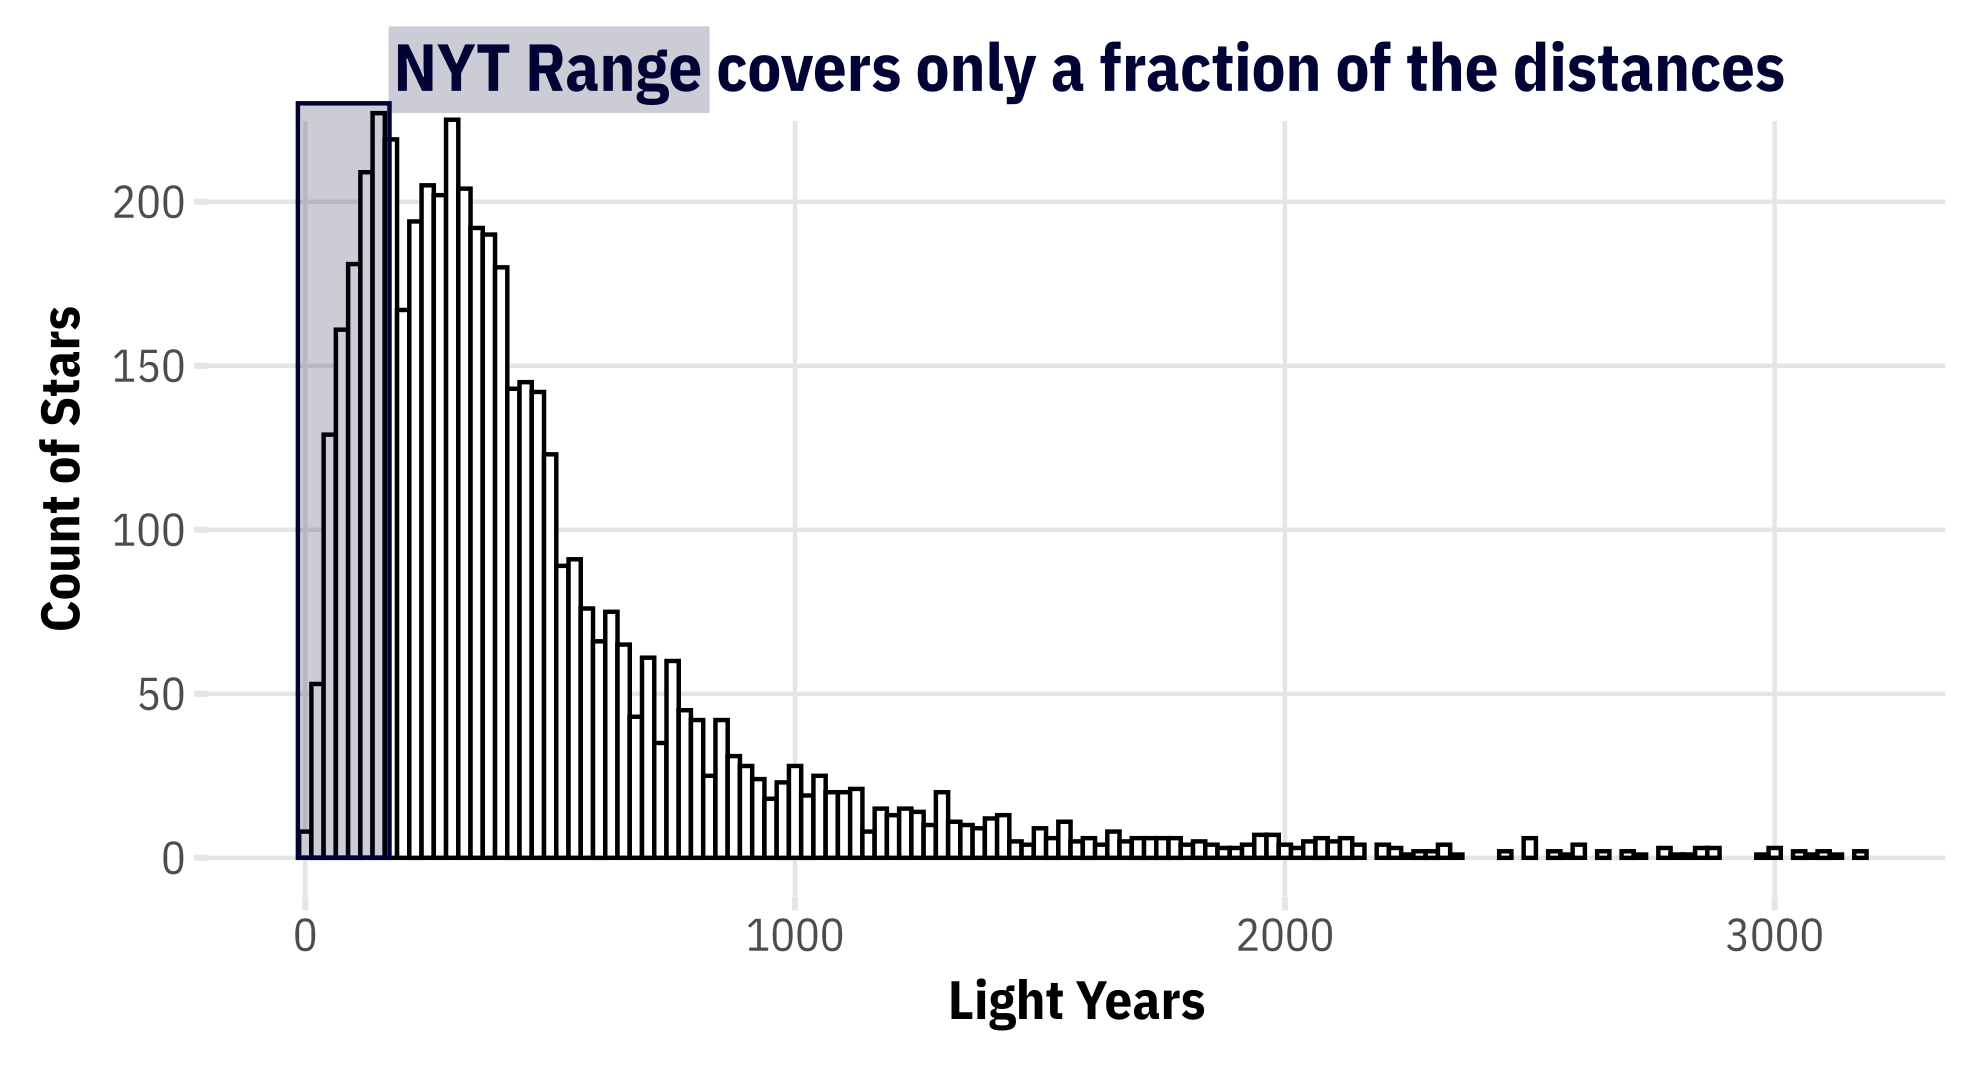 NYT Range covers only a fraction of the distances
Count of Stars
200
150
100
50
0
0 1000 2000 3000
Light Years